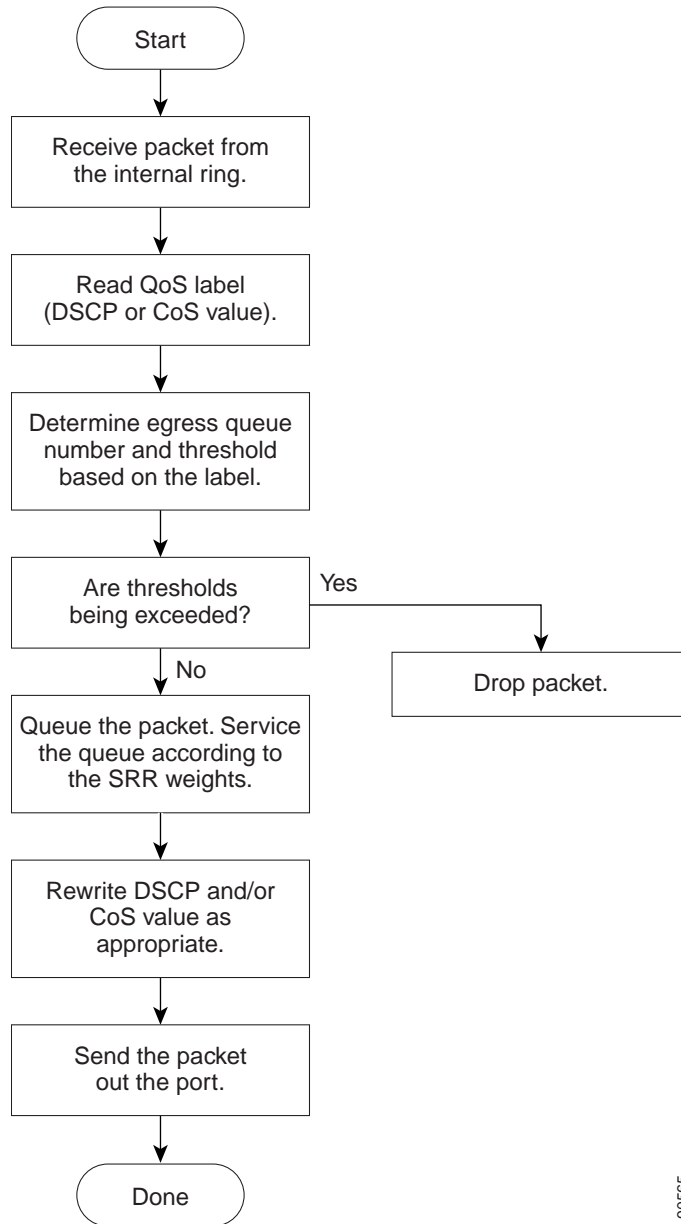 Start
Receive packet from
the internal ring.
Read QoS label
(DSCP or CoS value).
Determine egress queue
number and threshold
based on the label.
Are thresholds
being exceeded?
Yes
No
Drop packet.
Queue the packet. Service
the queue according to
the SRR weights.
Rewrite DSCP and/or
CoS value as
appropriate.
Send the packet
out the port.
Done